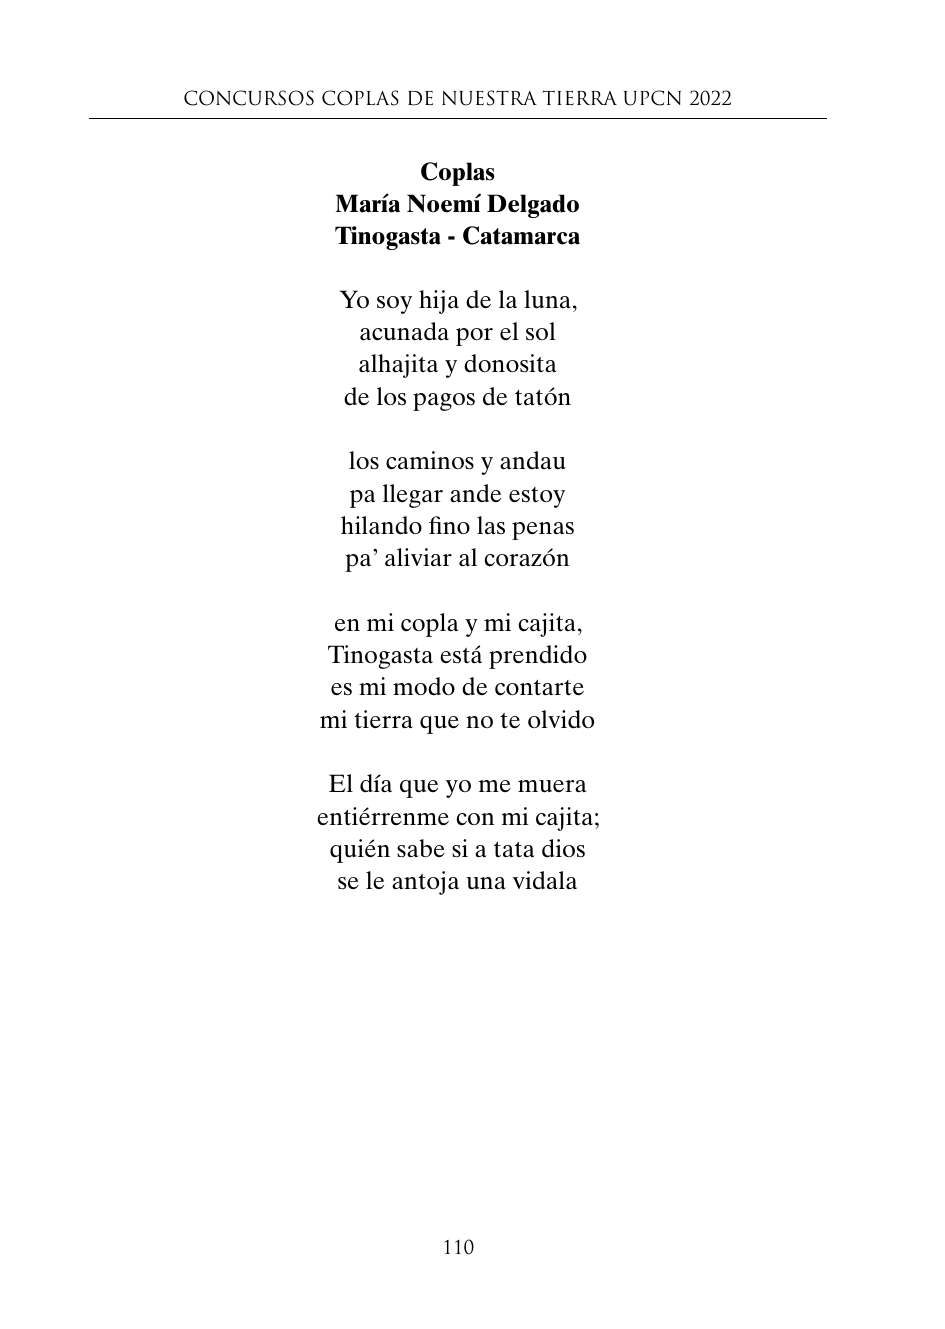 CONCURSOS COPLAS DE NUESTRA TIERRA UPCN 2022
Coplas
María Noemí Delgado
Tinogasta - Catamarca
Yo soy hija de la luna,
acunada por el sol
alhajita y donosita
de los pagos de tatón
los caminos y andau
pa llegar ande estoy
hilando fino las penas
pa’ aliviar al corazón
en mi copla y mi cajita,
Tinogasta está prendido
es mi modo de contarte
mi tierra que no te olvido
El día que yo me muera
entiérrenme con mi cajita;
quién sabe si a tata dios
se le antoja una vidala
110